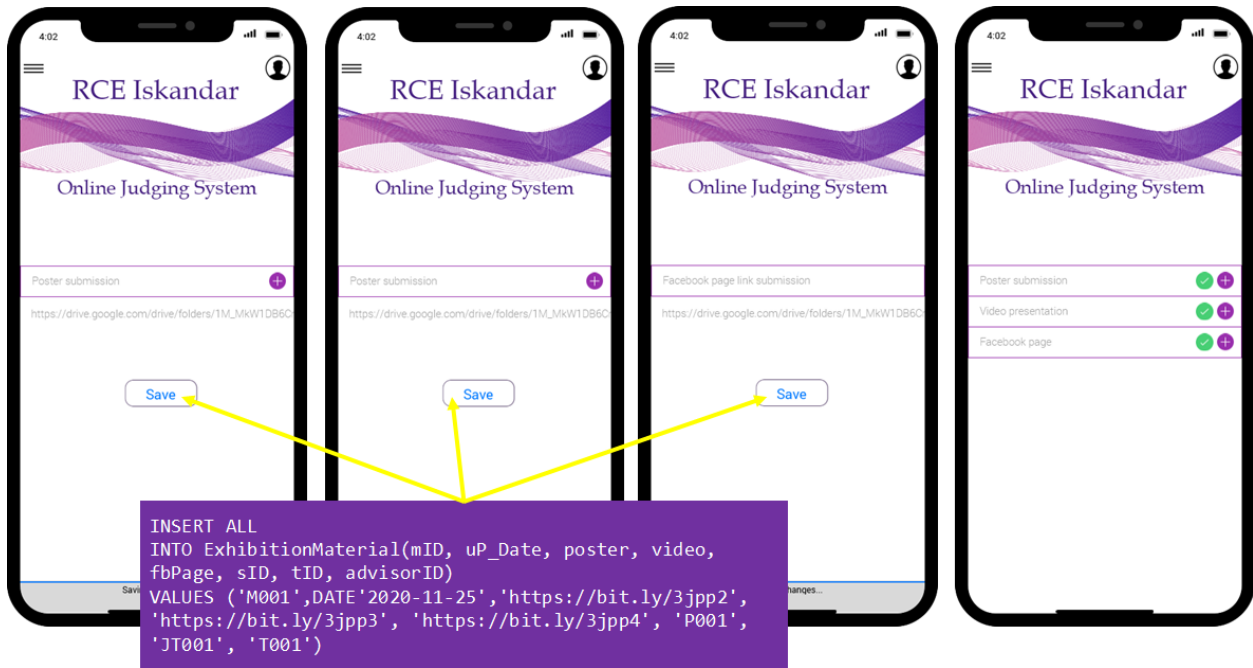 4:02
RCE Iskandar
Online Judging System
Poster submission
https://drive.google.com/drive/folders/1M_MkW1DB6C
Save
4:02
RCE Iskandar
Online Judging System
Poster submission
https://drive.google.com/drive/folders/1M_MkW1DB6C
Save
4:02
RCE Iskandar
Online Judging System
Facebook page link submission
https://drive.google.com/drive/folders/1M_MkW1DB6C
Save
4:02
RCE Iskandar
Online Judging System
Poster submission
Video presentation
Facebook page
INSERT ALL
INTO ExhibitionMaterial(mID, uP_Date, poster, video,
fbPage, sID, tID, advisorID)
VALUES ('M001',DATE'2020-11-25','https://bit.ly/3jpp2',
'https://bit.ly/3jpp3', 'https://bit.ly/3jpp4', 'P001',
'JT001', 'T001')